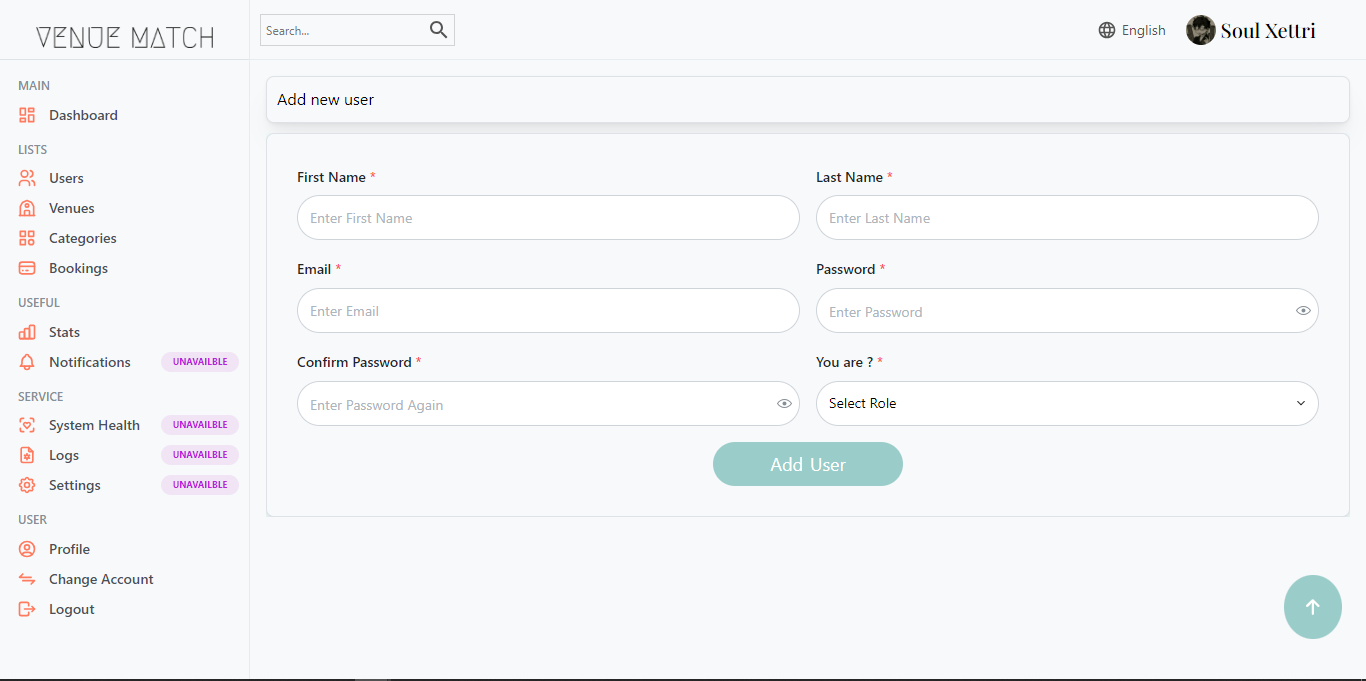 VENUE MATCH
Search...
English
Soul Xettri
MAIN
Dashboard
LISTS
Users
Venues
Categories
Bookings
USEFUL
Stats
Notifications UNAVAILBLE
SERVICE
System Health UNAVAILBLE
Logs UNAVAILBLE
Settings UNAVAILBLE
USER
Profile
Change Account
Logout
Add new user
First Name *
Enter First Name
Last Name *
Enter Last Name
Email *
Enter Email
Password *
Enter Password
Confirm Password *
Enter Password Again
You are ? *
Select Role
Add User